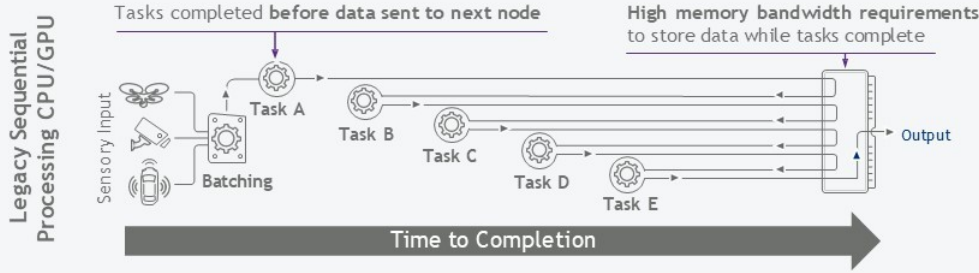 Legacy Sequential
Processing CPU/GPU
Tasks completed before data sent to next node
High memory bandwidth requirements
to store data while tasks complete
Sensory Input
Batching
Task A
Task B
Task C
Task D
Task E
Output
Time to Completion